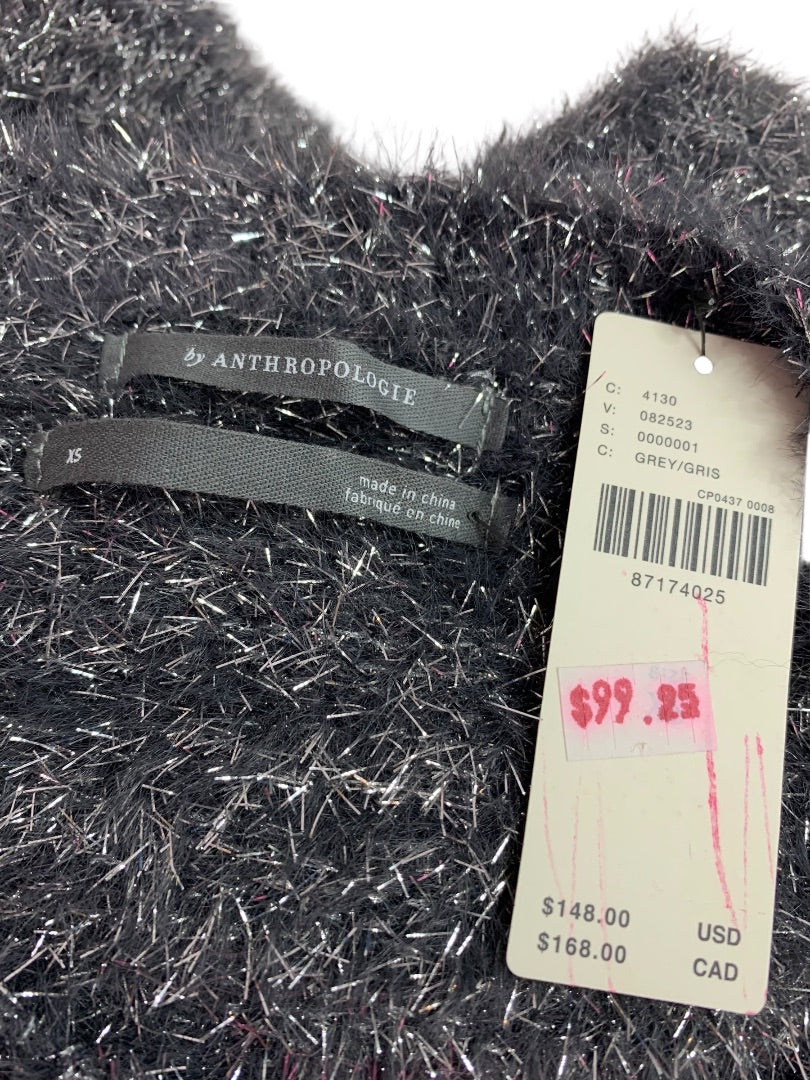 by ANTHROPOLOGIE
XS
made in china
fabriqué en chine
C: 4130
V: 082523
S: 0000001
C: GREY/GRIS
CP0437 0008
87174025
$99.25
$148.00 USD
$168.00 CAD